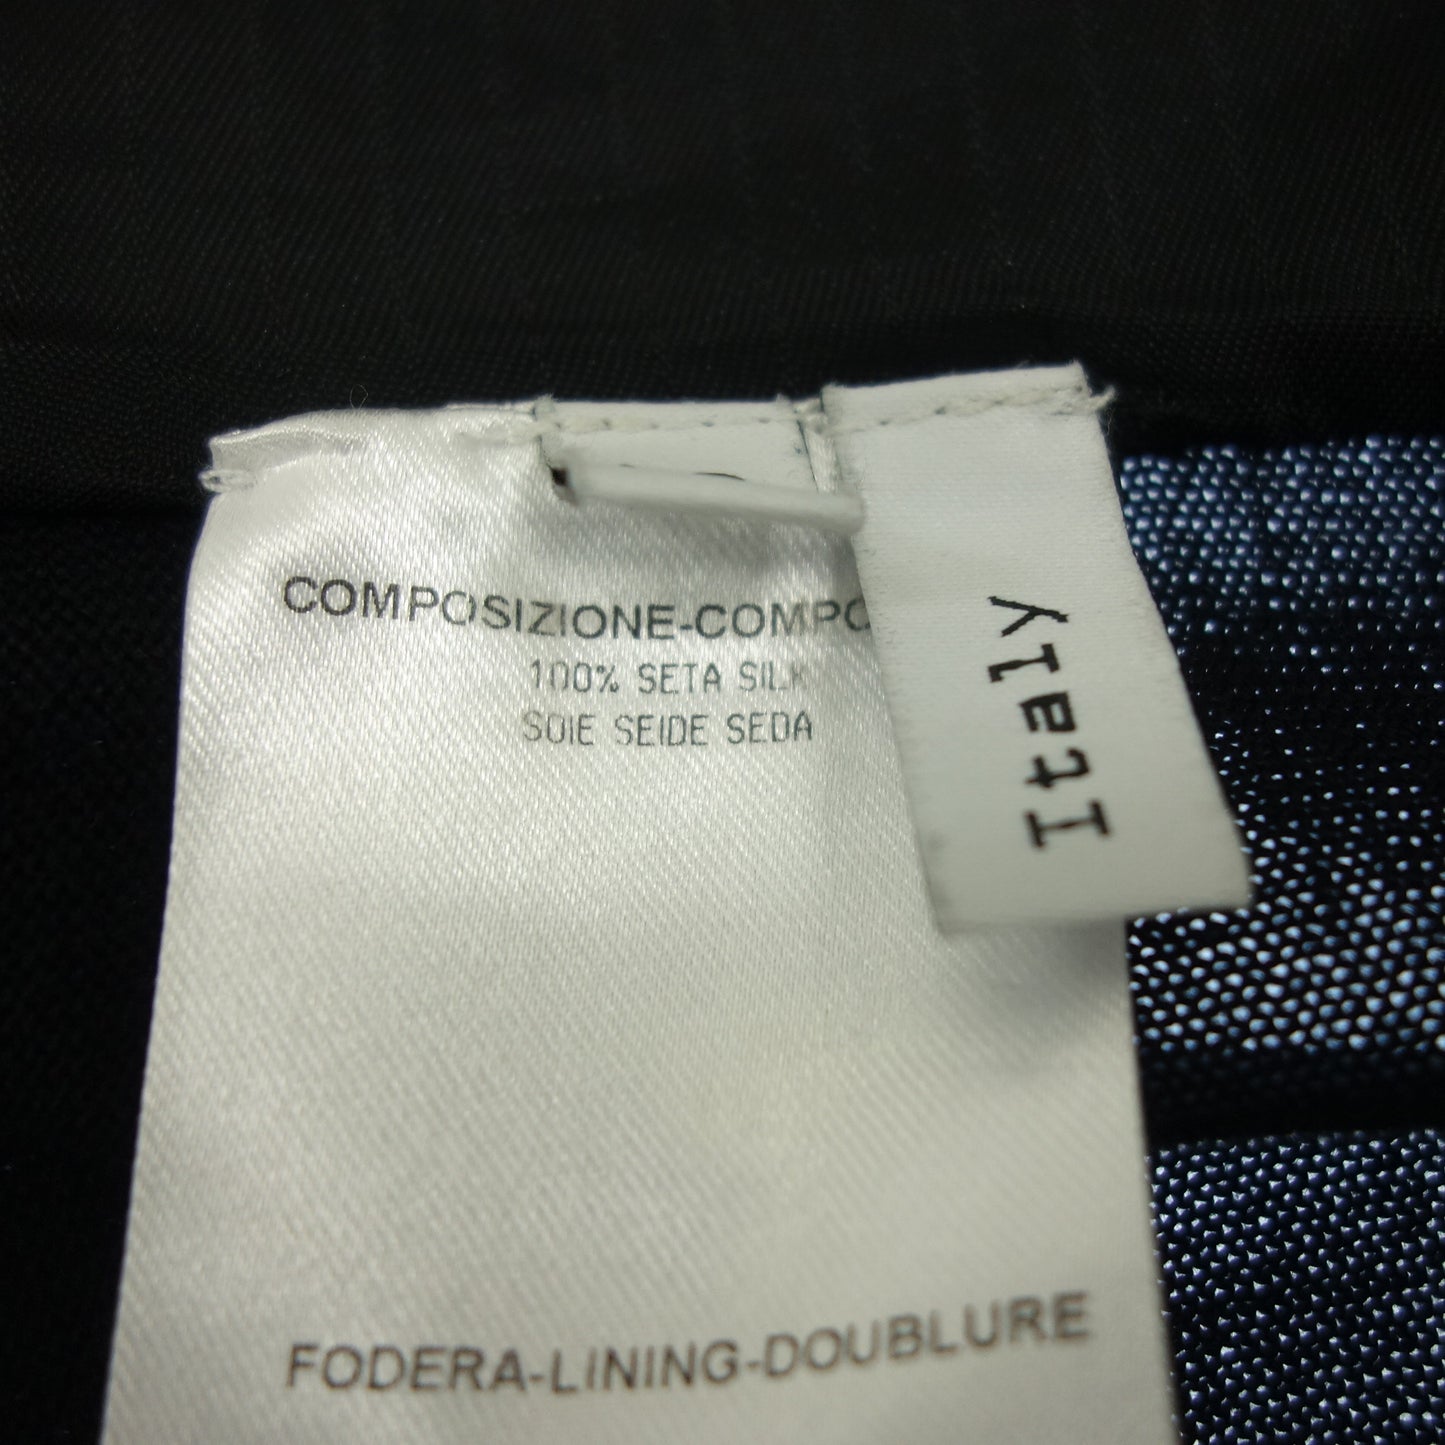 COMPOSIZIONE-COMPO
100% SETA SILK
SOIE SEIDE SEDA
Italy
FODERA-LINING-DOUBLURE